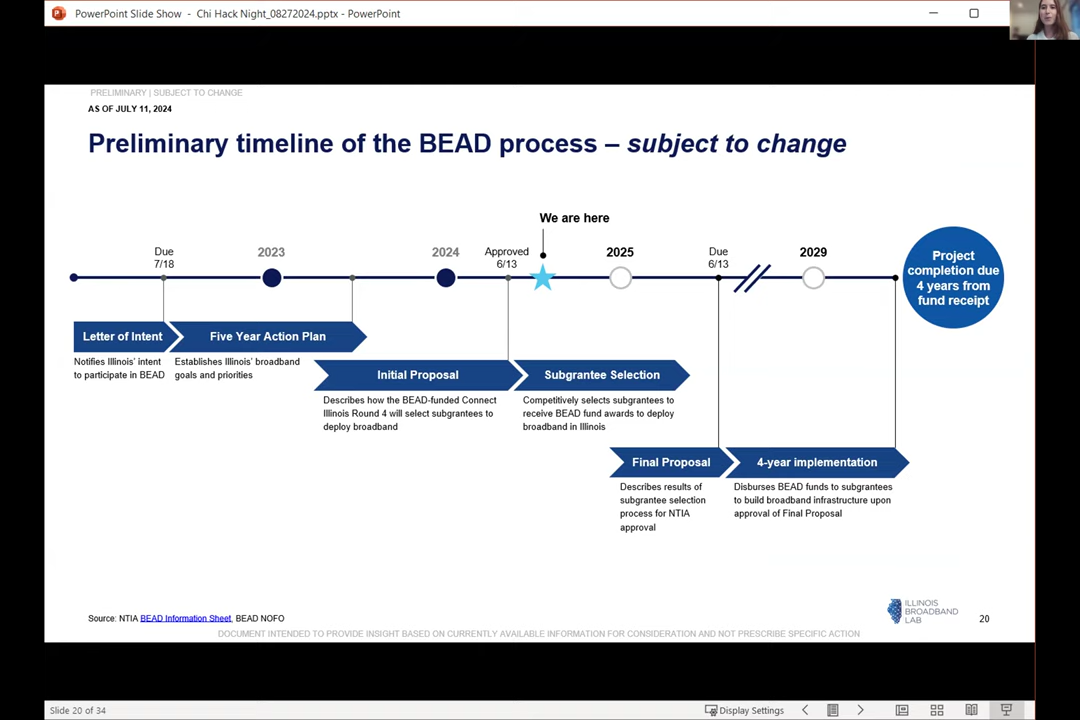 PowerPoint Slide Show - Chi Hack Night_08272024.pptx - PowerPoint
PRELIMINARY | SUBJECT TO CHANGE
AS OF JULY 11, 2024
Preliminary timeline of the BEAD process – subject to change
We are here
Due
7/18
2023
2024
Approved
6/13
2025
Due
6/13
2029
Project
completion due
4 years from
fund receipt
Letter of Intent
Notifies Illinois' intent
to participate in BEAD
Five Year Action Plan
Establishes Illinois' broadband
goals and priorities
Initial Proposal
Describes how the BEAD-funded Connect
Illinois Round 4 will select subgrantees to
deploy broadband
Subgrantee Selection
Competitively selects subgrantees to
receive BEAD fund awards to deploy
broadband in Illinois
Final Proposal
Describes results of
subgrantee selection
process for NTIA
approval
4-year implementation
Disburses BEAD funds to subgrantees
to build broadband infrastructure upon
approval of Final Proposal
Source: NTIA BEAD Information Sheet, BEAD NOFO
ILLINOIS
BROADBAND
LAB
20
DOCUMENT INTENDED TO PROVIDE INSIGHT BASED ON CURRENTLY AVAILABLE INFORMATION FOR CONSIDERATION AND NOT PRESCRIBE SPECIFIC ACTION
Slide 20 of 34
Display Settings